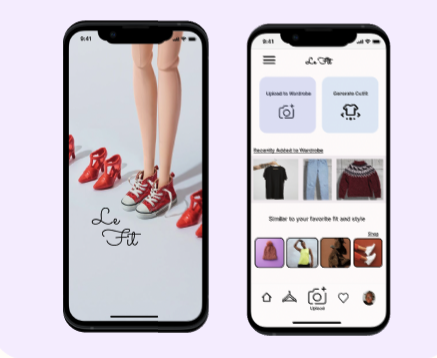 9:41
Le
Fit
9:41
Le Fit
Upload to Wardrobe
Generate Outfit
Recently Added to Wardrobe
Similar to your favorite fit and style
Shop
Upload